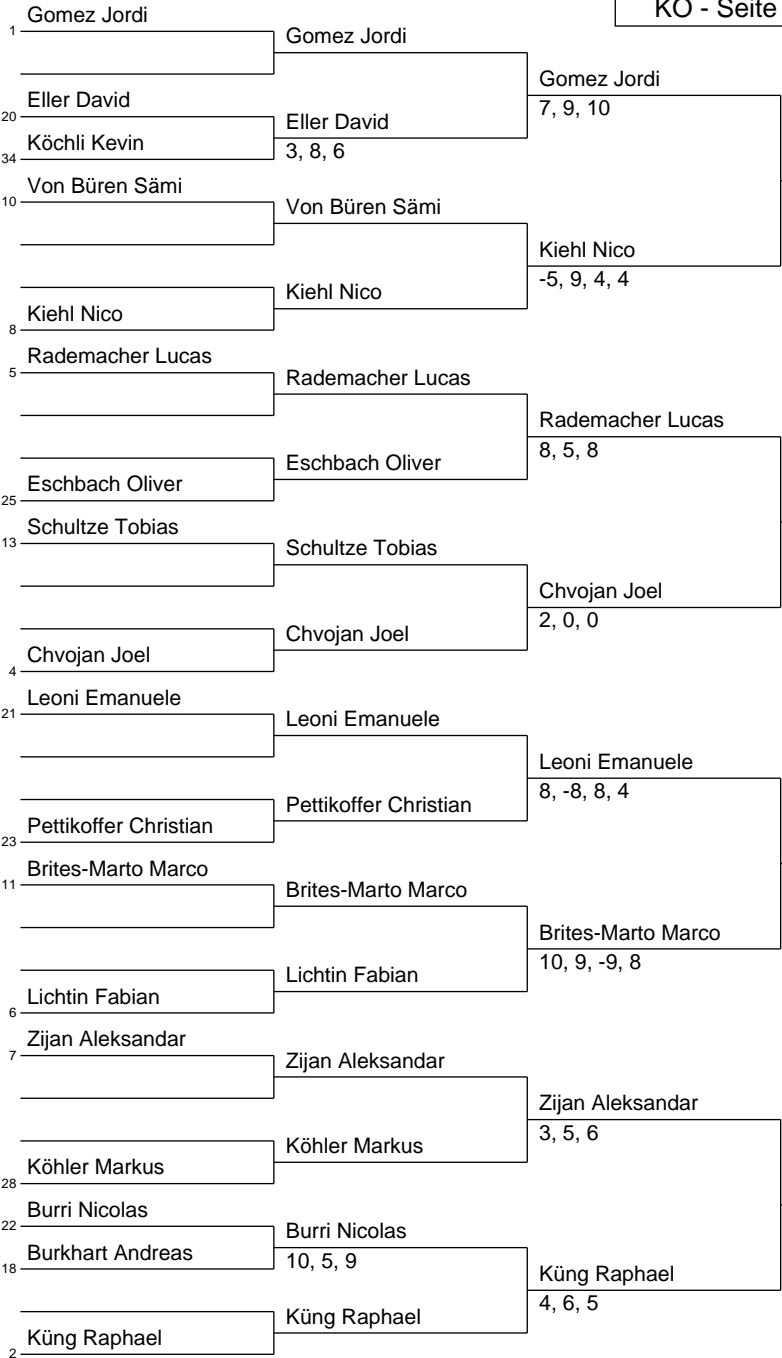 KO - Seite
1 Gomez Jordi
Gomez Jordi
Gomez Jordi
7, 9, 10
20 Eller David
Eller David
3, 8, 6
34 Köchli Kevin
10 Von Büren Sämi
Von Büren Sämi
Kiehl Nico
-5, 9, 4, 4
Kiehl Nico
8 Kiehl Nico
5 Rademacher Lucas
Rademacher Lucas
Rademacher Lucas
8, 5, 8
Eschbach Oliver
25 Eschbach Oliver
13 Schultze Tobias
Schultze Tobias
Chvojan Joel
2, 0, 0
Chvojan Joel
4 Chvojan Joel
21 Leoni Emanuele
Leoni Emanuele
Leoni Emanuele
8, -8, 8, 4
Pettikoffer Christian
23 Pettikoffer Christian
11 Brites-Marto Marco
Brites-Marto Marco
Brites-Marto Marco
10, 9, -9, 8
Lichtin Fabian
6 Lichtin Fabian
7 Zijan Aleksandar
Zijan Aleksandar
Zijan Aleksandar
3, 5, 6
Köhler Markus
28 Köhler Markus
22 Burri Nicolas
Burri Nicolas
10, 5, 9
18 Burkhart Andreas
Küng Raphael
4, 6, 5
Küng Raphael
2 Küng Raphael